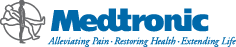 Medtronic
Alleviating Pain · Restoring Health · Extending Life